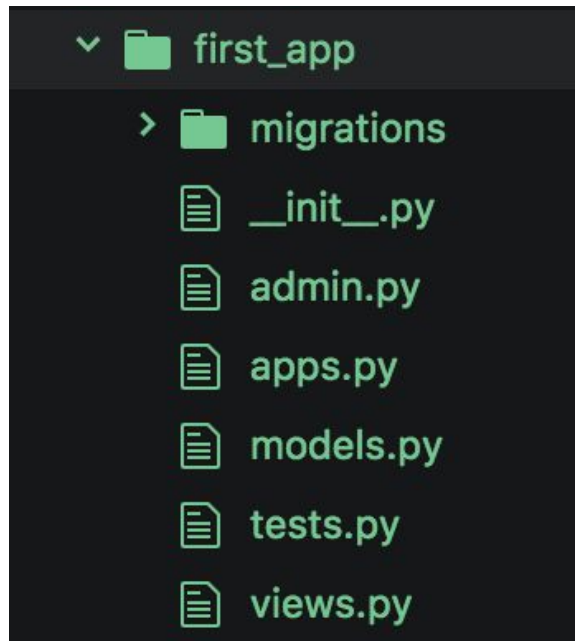 first_app
migrations
__init__.py
admin.py
apps.py
models.py
tests.py
views.py